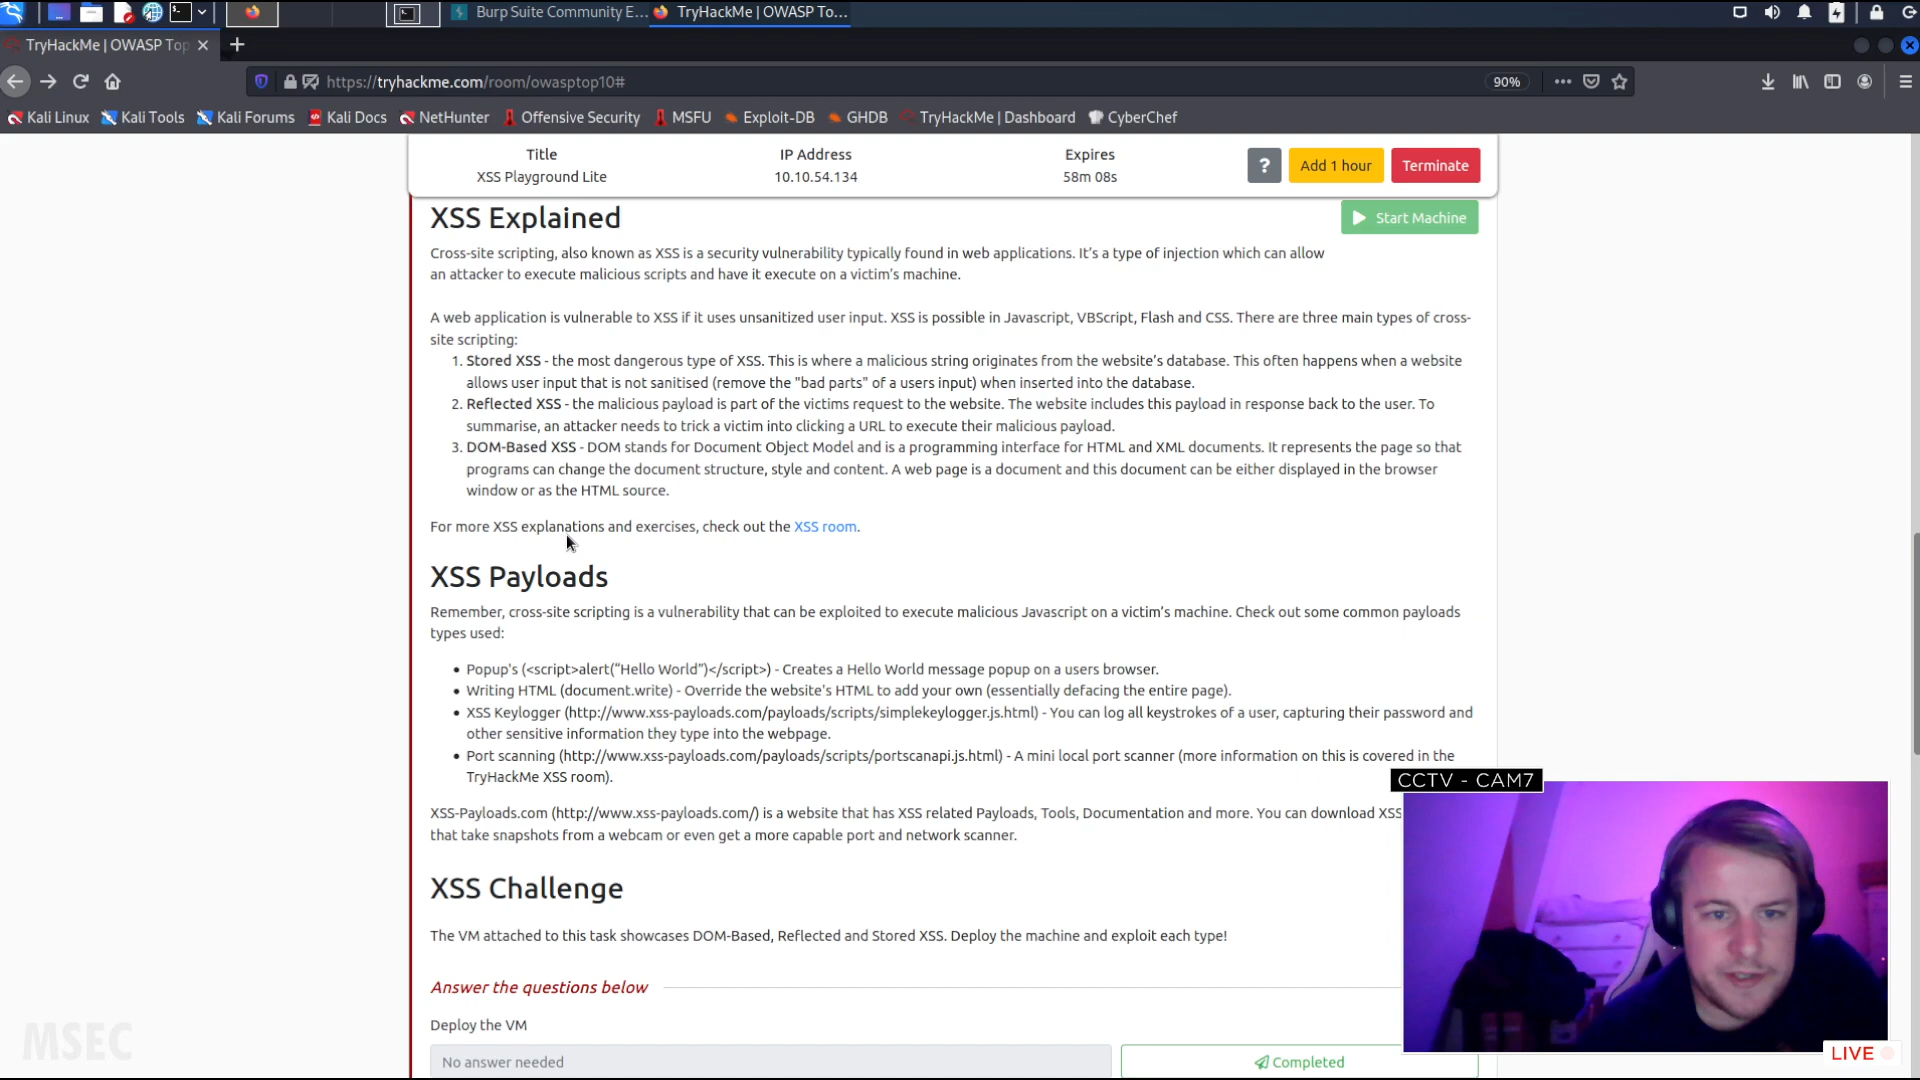 Burp Suite Community E...
TryHackMe | OWASP To...
TryHackMe | OWASP Top
https://tryhackme.com/room/owasptop10#
90%
Kali Linux
Kali Tools
Kali Forums
Kali Docs
NetHunter
Offensive Security
MSFU
Exploit-DB
GHDB
TryHackMe | Dashboard
CyberChef
Title
IP Address
Expires
XSS Playground Lite
10.10.54.134
58m 08s
?
Add 1 hour
Terminate
XSS Explained
Start Machine
Cross-site scripting, also known as XSS is a security vulnerability typically found in web applications. It's a type of injection which can allow
an attacker to execute malicious scripts and have it execute on a victim's machine.
A web application is vulnerable to XSS if it uses unsanitized user input. XSS is possible in Javascript, VBScript, Flash and CSS. There are three main types of cross-
site scripting:
1. Stored XSS - the most dangerous type of XSS. This is where a malicious string originates from the website's database. This often happens when a website
allows user input that is not sanitised (remove the "bad parts" of a users input) when inserted into the database.
2. Reflected XSS - the malicious payload is part of the victims request to the website. The website includes this payload in response back to the user. To
summarise, an attacker needs to trick a victim into clicking a URL to execute their malicious payload.
3. DOM-Based XSS - DOM stands for Document Object Model and is a programming interface for HTML and XML documents. It represents the page so that
programs can change the document structure, style and content. A web page is a document and this document can be either displayed in the browser
window or as the HTML source.
For more XSS explanations and exercises, check out the XSS room.
XSS Payloads
Remember, cross-site scripting is a vulnerability that can be exploited to execute malicious Javascript on a victim's machine. Check out some common payloads
types used:
• Popup's (<script>alert("Hello World")</script>) - Creates a Hello World message popup on a users browser.
• Writing HTML (document.write) - Override the website's HTML to add your own (essentially defacing the entire page).
• XSS Keylogger (http://www.xss-payloads.com/payloads/scripts/simplekeylogger.js.html) - You can log all keystrokes of a user, capturing their password and
other sensitive information they type into the webpage.
• Port scanning (http://www.xss-payloads.com/payloads/scripts/portscanapi.js.html) - A mini local port scanner (more information on this is covered in the
TryHackMe XSS room).
CCTV - CAM7
XSS-Payloads.com (http://www.xss-payloads.com/) is a website that has XSS related Payloads, Tools, Documentation and more. You can download XSS
that take snapshots from a webcam or even get a more capable port and network scanner.
XSS Challenge
The VM attached to this task showcases DOM-Based, Reflected and Stored XSS. Deploy the machine and exploit each type!
Answer the questions below
Deploy the VM
No answer needed
Completed
MSEC
LIVE